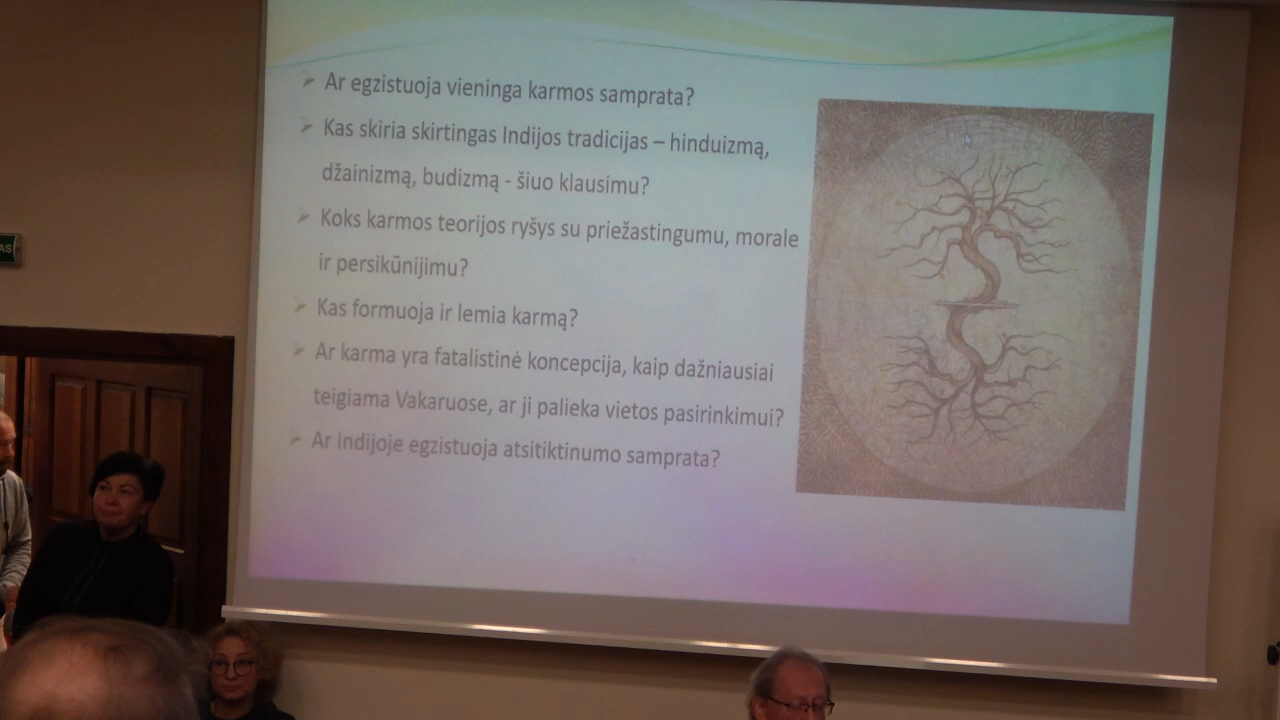 Ar egzistuoja vieninga karmos samprata?
Kas skiria skirtingas Indijos tradicijas – hinduizmą,
džainizmą, budizmą - šiuo klausimu?
Koks karmos teorijos ryšys su priežastingumu, morale
ir persikūnijimu?
Kas formuoja ir lemia karmą?
Ar karma yra fatalistinė koncepcija, kaip dažniausiai
teigiama Vakaruose, ar ji palieka vietos pasirinkimui?
Ar Indijoje egzistuoja atsitiktinumo samprata?